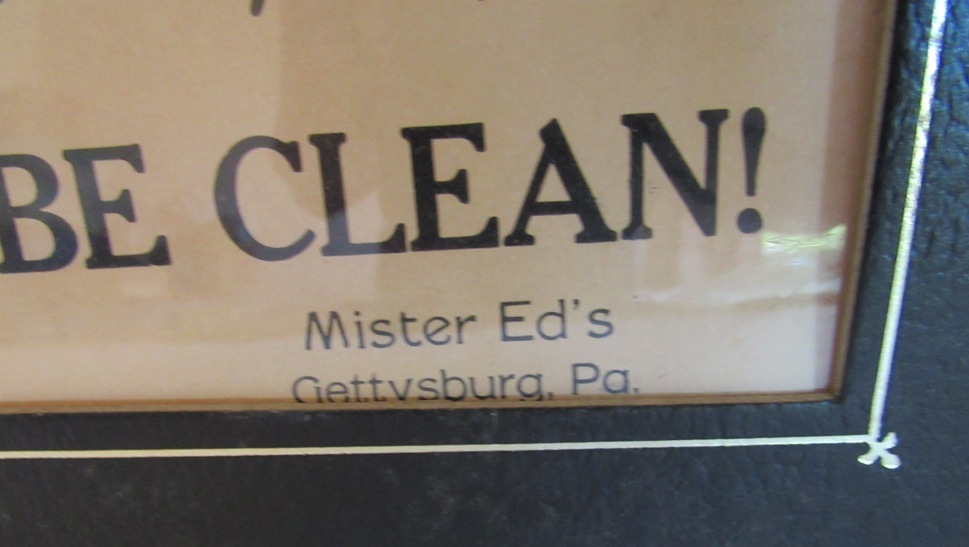 BE CLEAN!
Mister Ed's
Gettysburg, Pa.